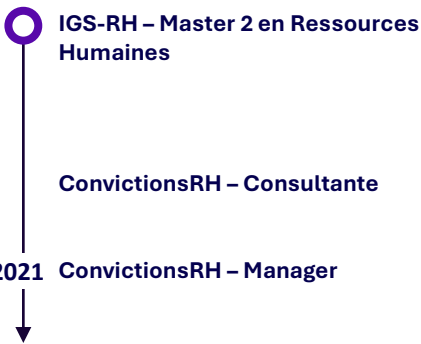 IGS-RH – Master 2 en Ressources
Humaines
ConvictionsRH – Consultante
2021 ConvictionsRH – Manager